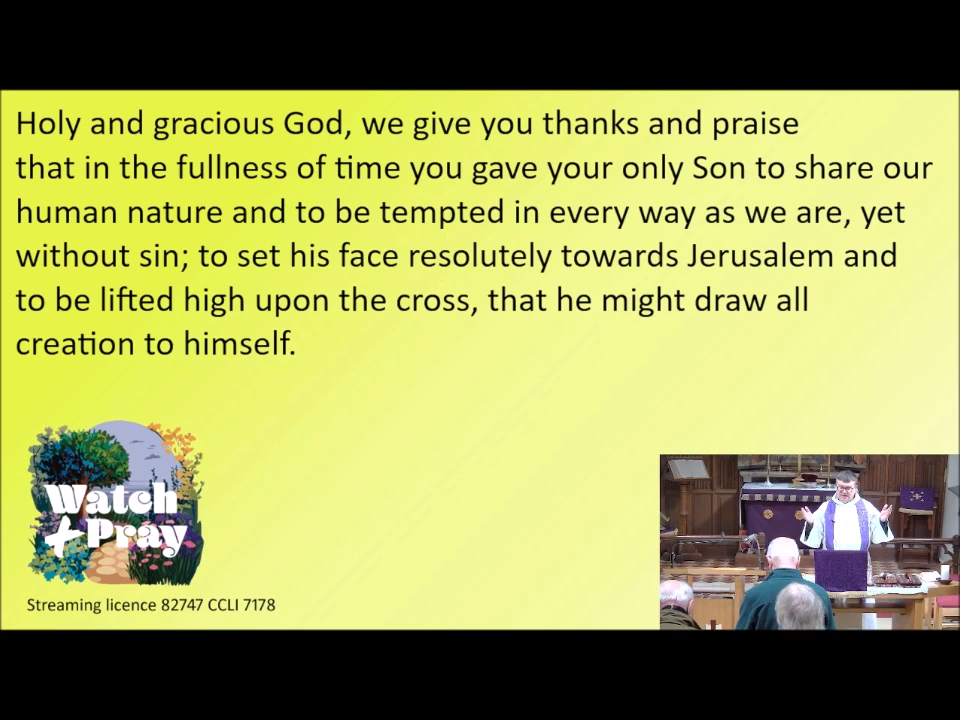 Holy and gracious God, we give you thanks and praise
that in the fullness of time you gave your only Son to share our
human nature and to be tempted in every way as we are, yet
without sin; to set his face resolutely towards Jerusalem and
to be lifted high upon the cross, that he might draw all
creation to himself.
Watch
+Pray
Streaming licence 82747 CCLI 7178